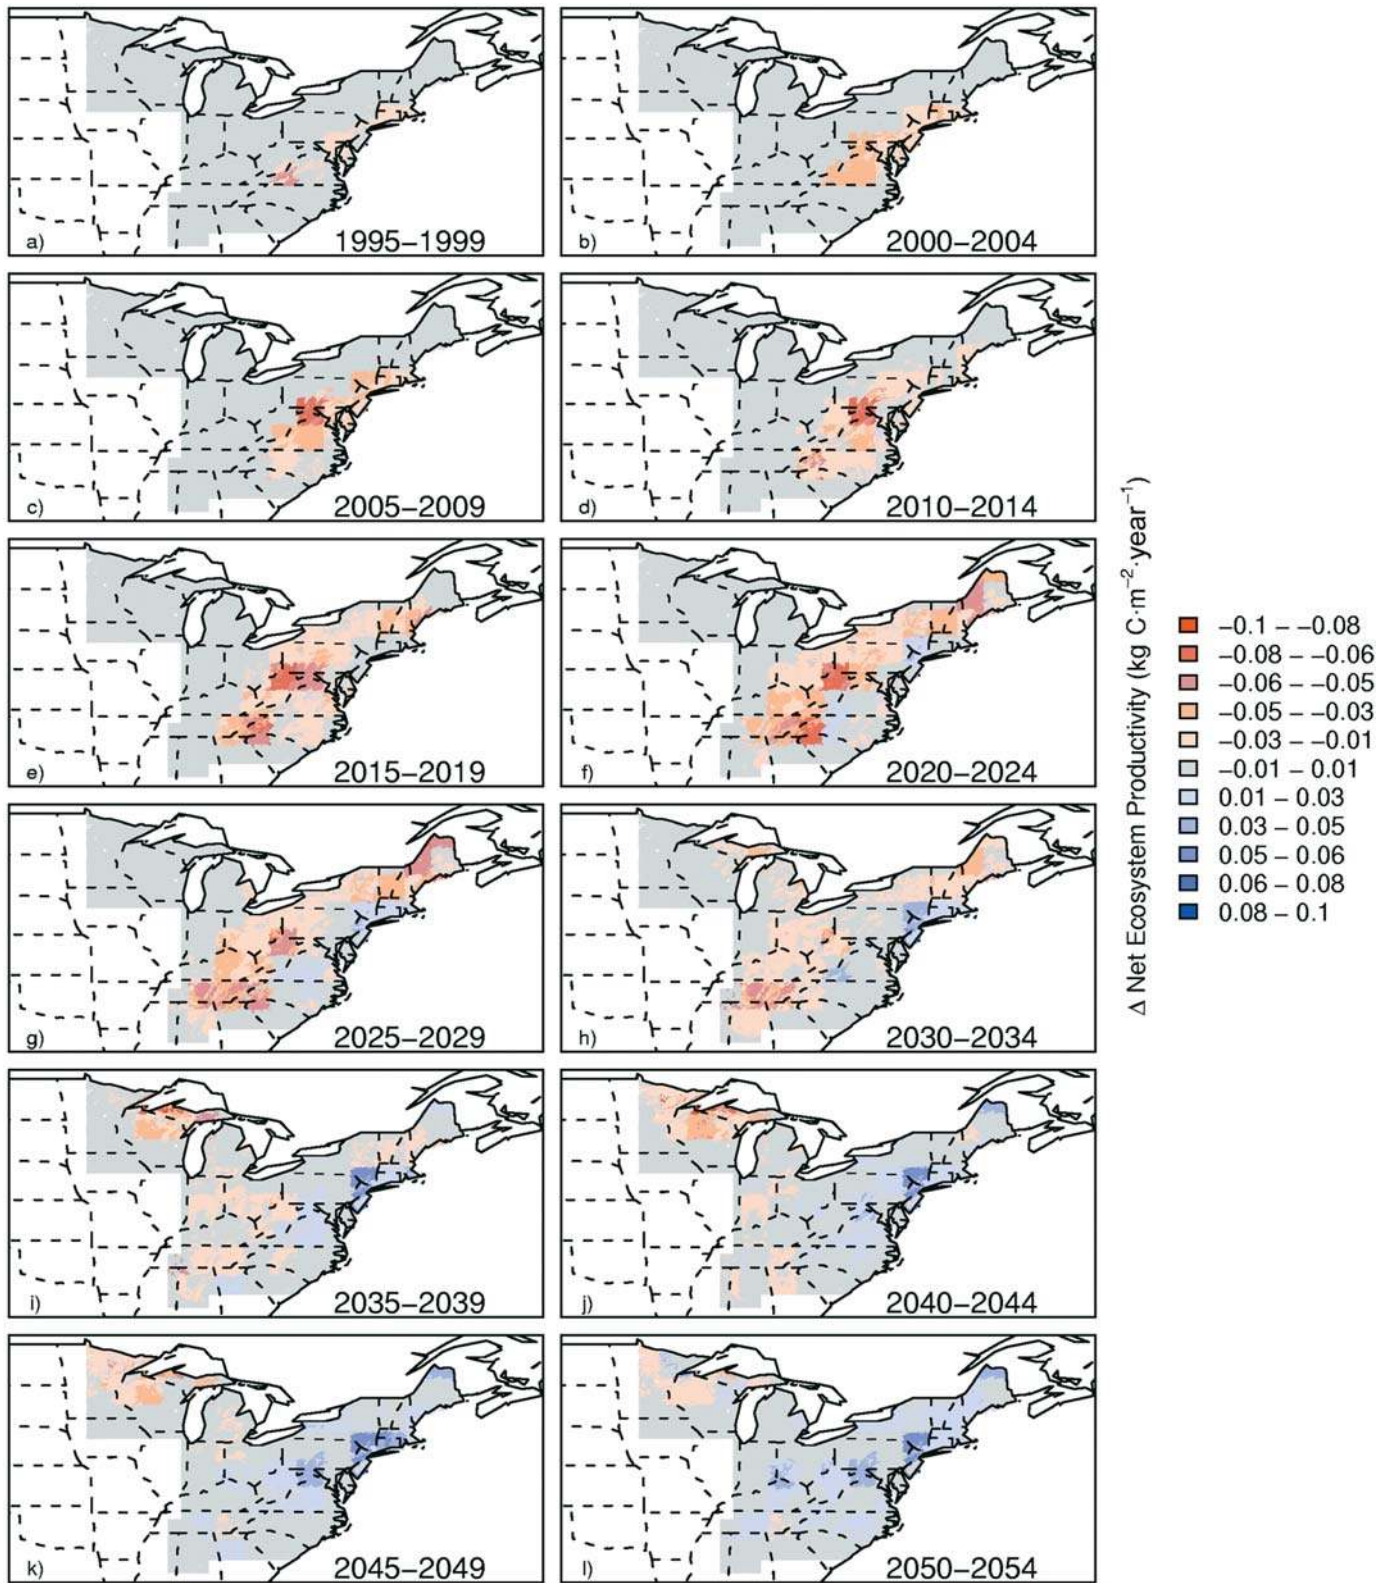 a) 1995–1999
b) 2000–2004
c) 2005–2009
d) 2010–2014
e) 2015–2019
f) 2020–2024
g) 2025–2029
h) 2030–2034
i) 2035–2039
j) 2040–2044
k) 2045–2049
l) 2050–2054
Δ Net Ecosystem Productivity (kg C·m⁻²·year⁻¹)
−0.1 − −0.08
−0.08 − −0.06
−0.06 − −0.05
−0.05 − −0.03
−0.03 − −0.01
−0.01 − 0.01
0.01 − 0.03
0.03 − 0.05
0.05 − 0.06
0.06 − 0.08
0.08 − 0.1